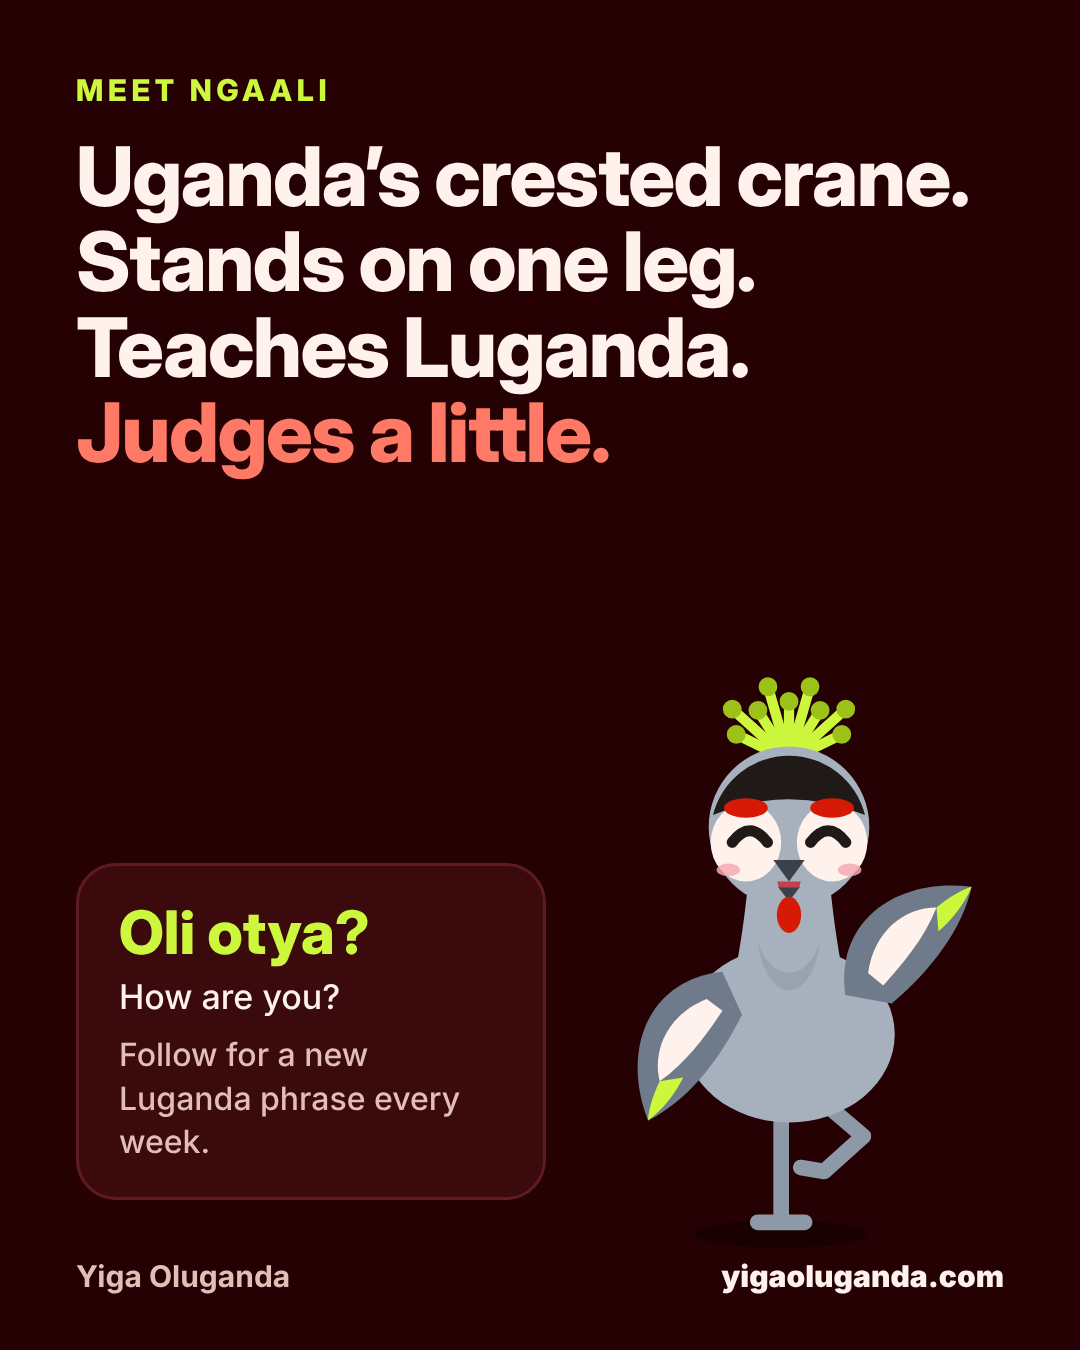 MEET NGAALI
Uganda’s crested crane.
Stands on one leg.
Teaches Luganda.
Judges a little.
Oli otya?
How are you?
Follow for a new
Luganda phrase every
week.
Yiga Oluganda
yigaoluganda.com